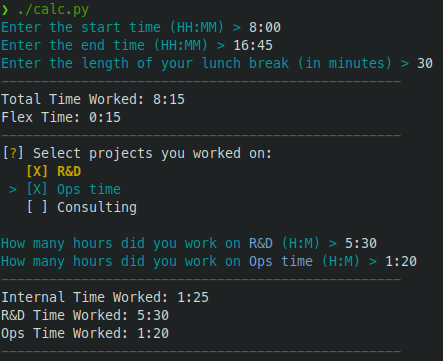 ❯ ./calc.py
Enter the start time (HH:MM) > 8:00
Enter the end time (HH:MM) > 16:45
Enter the length of your lunch break (in minutes) > 30
Total Time Worked: 8:15
Flex Time: 0:15
[?] Select projects you worked on:
[X] R&D
> [X] Ops time
[ ] Consulting
How many hours did you work on R&D (H:M) > 5:30
How many hours did you work on Ops time (H:M) > 1:20
Internal Time Worked: 1:25
R&D Time Worked: 5:30
Ops Time Worked: 1:20